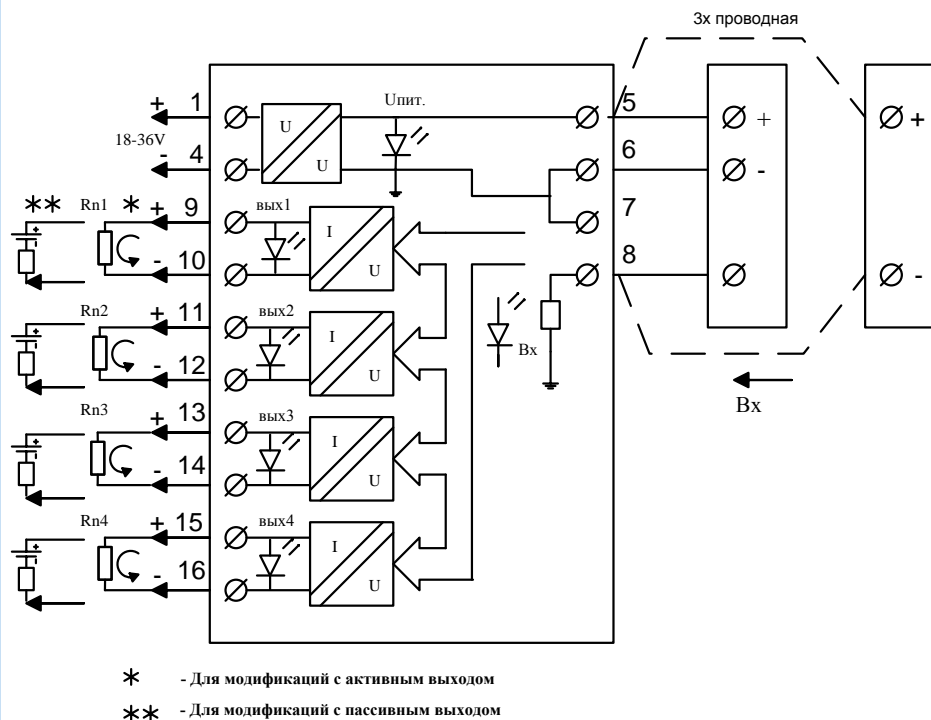 3х проводная
+ 1
Uпит.
5
+
+
18-36V
U
U
- 4
6
-
** Rn1 * + 9
вых1
I
U
7
- 10
8
-
Rn2
+ 11
вых2
I
U
- 12
Вх
Вх
Rn3
+ 13
вых3
I
U
- 14
Rn4
+ 15
вых4
I
U
- 16
* - Для модификаций с активным выходом
** - Для модификаций с пассивным выходом